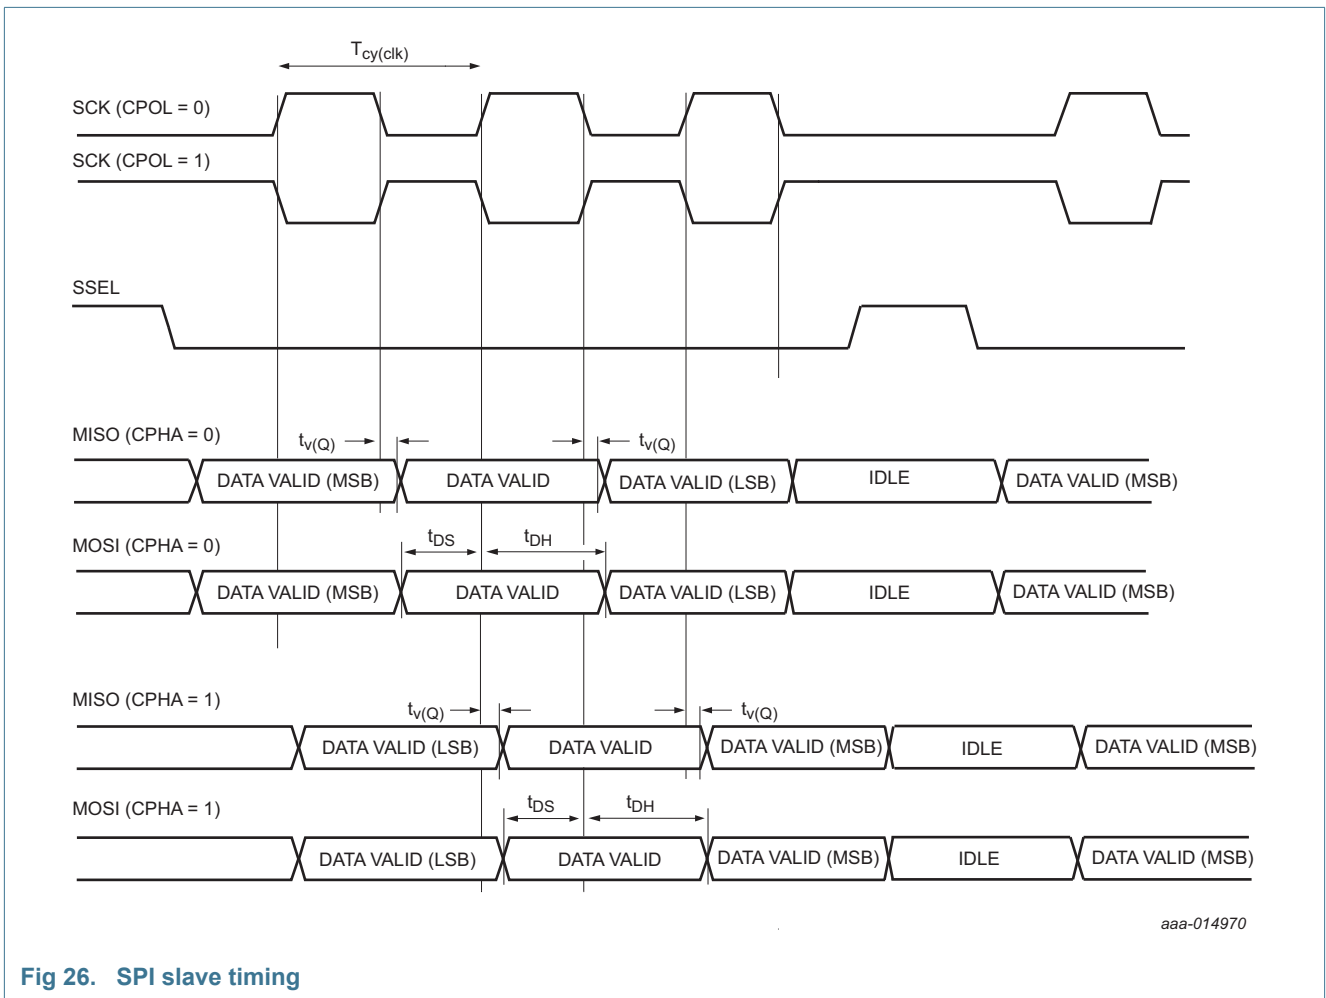 Tcy(clk)
SCK (CPOL = 0)
SCK (CPOL = 1)
SSEL
MISO (CPHA = 0)
tv(Q)
tv(Q)
DATA VALID (MSB)
DATA VALID
DATA VALID (LSB)
IDLE
DATA VALID (MSB)
MOSI (CPHA = 0)
tDS
tDH
DATA VALID (MSB)
DATA VALID
DATA VALID (LSB)
IDLE
DATA VALID (MSB)
MISO (CPHA = 1)
tv(Q)
tv(Q)
DATA VALID (LSB)
DATA VALID
DATA VALID (MSB)
IDLE
DATA VALID (MSB)
MOSI (CPHA = 1)
tDS
tDH
DATA VALID (LSB)
DATA VALID
DATA VALID (MSB)
IDLE
DATA VALID (MSB)
aaa-014970
Fig 26. SPI slave timing